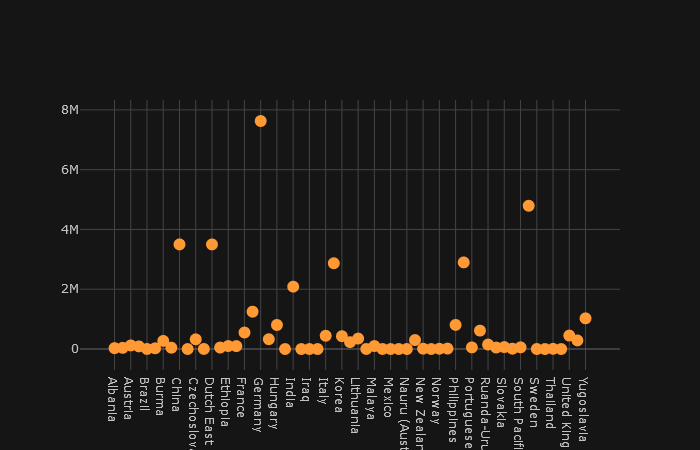 8M
6M
4M
2M
0
Albania
Austria
Brazil
Burma
China
Czechoslov
Dutch East
Ethiopia
France
Germany
Hungary
India
Iraq
Italy
Korea
Lithuania
Malaya
Mexico
Nauru (Aust
New Zealan
Norway
Philippines
Portuguese
Ruanda-Uru
Slovakia
South Pacifi
Sweden
Thailand
United King
Yugoslavia